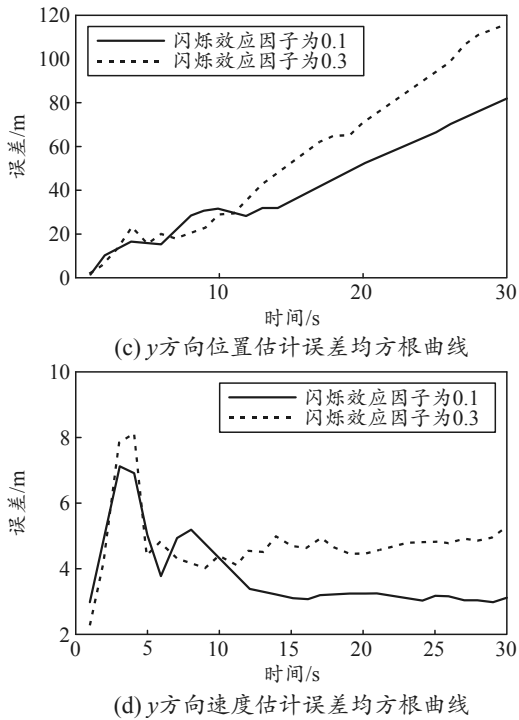 120
100
80
60
40
20
0
误差/m
闪烁效应因子为0.1
闪烁效应因子为0.3
10
20
30
时间/s
(c) y方向位置估计误差均方根曲线
10
8
6
4
2
误差/m
闪烁效应因子为0.1
闪烁效应因子为0.3
0
5
10
15
20
25
30
时间/s
(d) y方向速度估计误差均方根曲线